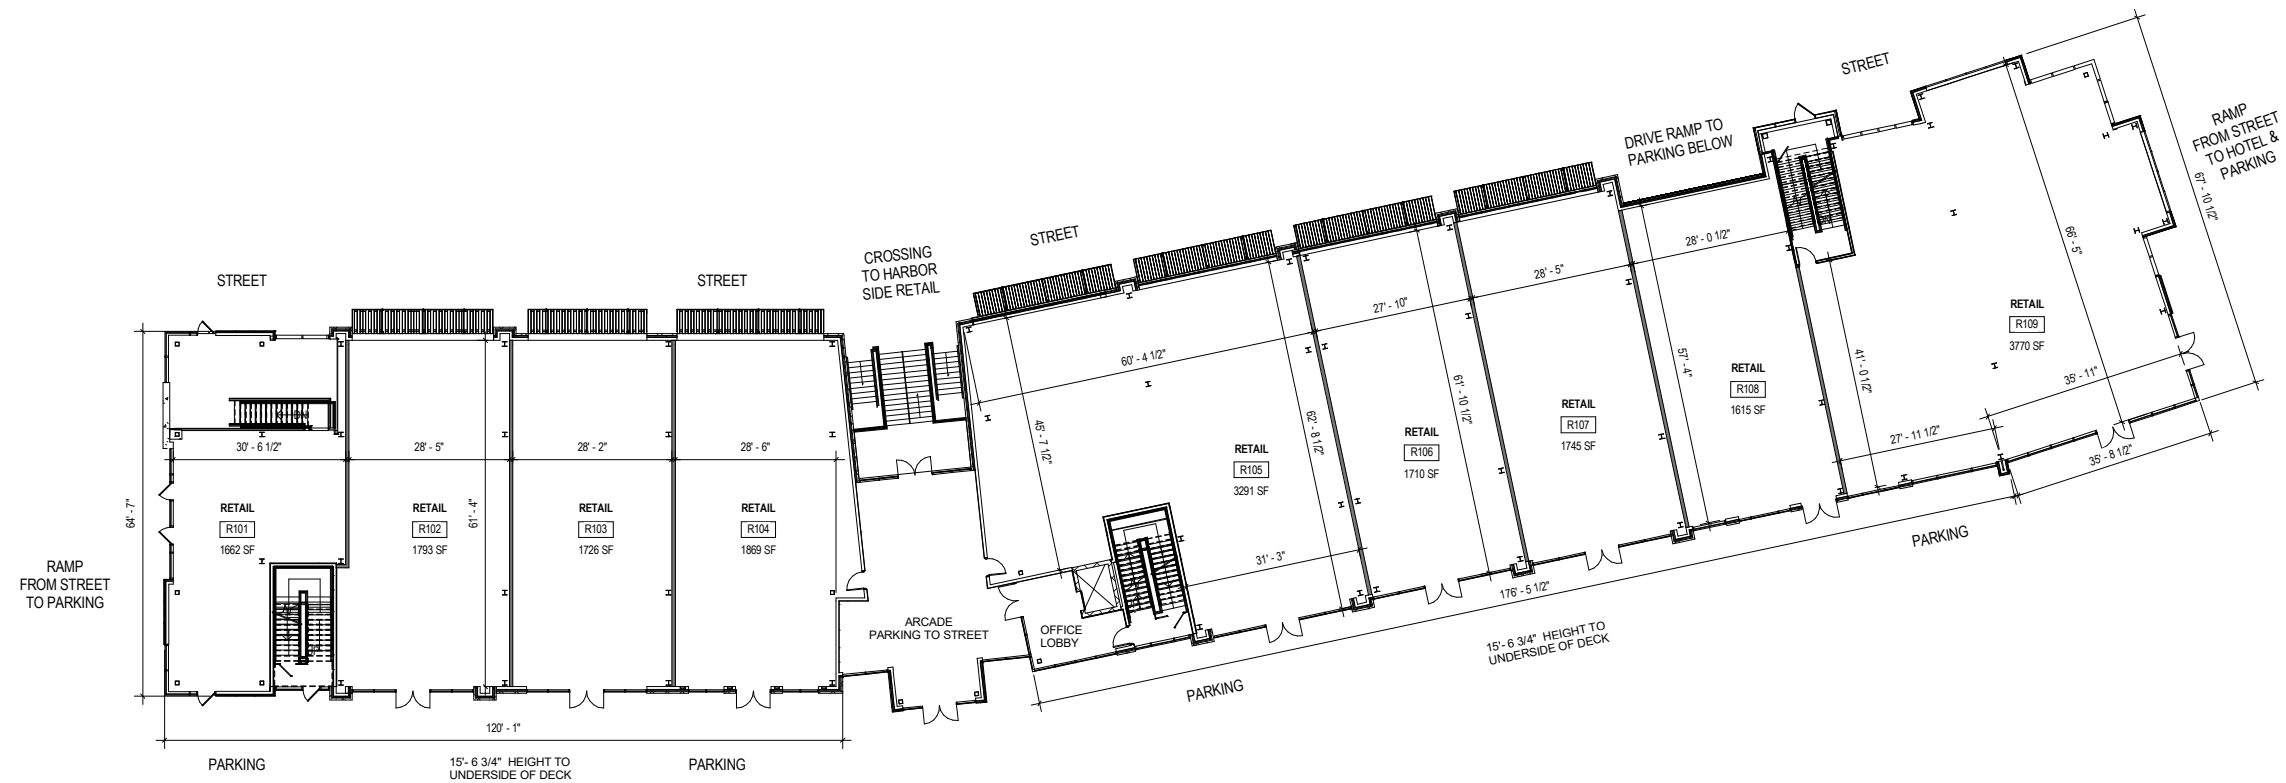 STREET
STREET
RAMP
FROM STREET
TO PARKING
64' - 7"
30' - 6 1/2"
RETAIL
R101
1662 SF
28' - 5"
RETAIL
R102
1793 SF
61' - 4"
28' - 2"
RETAIL
R103
1726 SF
28' - 6"
RETAIL
R104
1869 SF
DN
120' - 1"
PARKING
15'- 6 3/4" HEIGHT TO
UNDERSIDE OF DECK
PARKING
CROSSING
TO HARBOR
SIDE RETAIL
ARCADE
PARKING TO STREET
OFFICE
LOBBY
STREET
60' - 4 1/2"
45' - 7 1/2"
62' - 8 1/2"
RETAIL
R105
3291 SF
31' - 3"
27' - 10"
61' - 10 1/2"
RETAIL
R106
1710 SF
28' - 5"
RETAIL
R107
1745 SF
DRIVE RAMP TO
PARKING BELOW
28' - 0 1/2"
57' - 4"
RETAIL
R108
1615 SF
STREET
41' - 0 1/2"
66' - 5"
RETAIL
R109
3770 SF
35' - 11"
27' - 11 1/2"
35' - 8 1/2"
67' - 10 1/2"
RAMP
FROM STREET
TO HOTEL &
PARKING
PARKING
176' - 5 1/2"
15'- 6 3/4" HEIGHT TO
UNDERSIDE OF DECK
PARKING